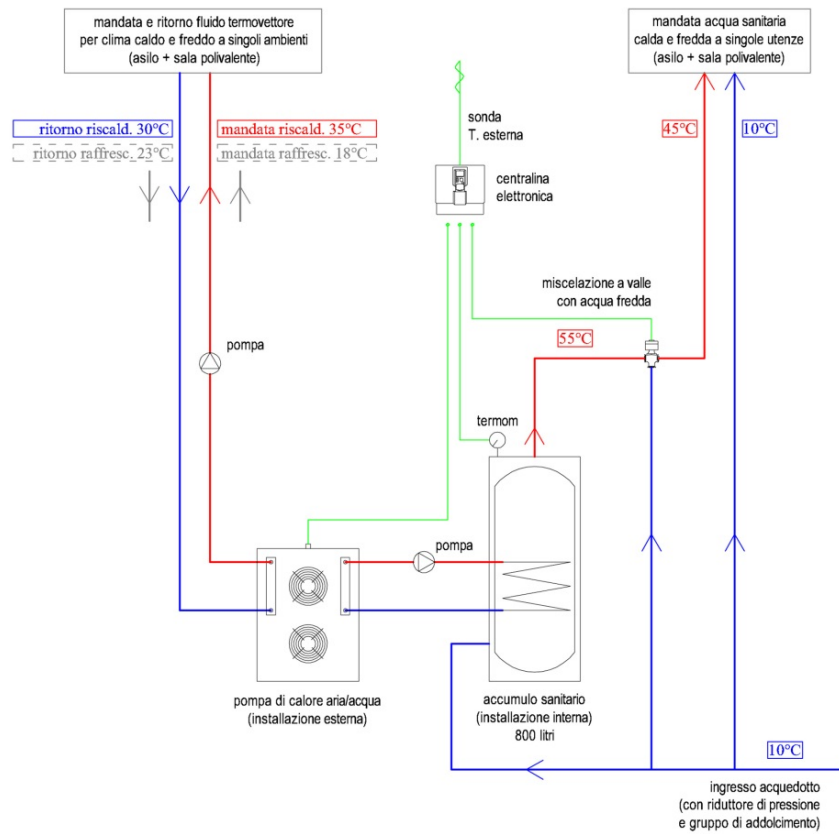 mandata e ritorno fluido termovettore
per clima caldo e freddo a singoli ambienti
(asilo + sala polivalente)
mandata acqua sanitaria
calda e fredda a singole utenze
(asilo + sala polivalente)
ritorno riscald. 30°C
mandata riscald. 35°C
ritorno raffresc. 23°C
mandata raffresc. 18°C
sonda
T. esterna
45°C
10°C
centralina
elettronica
miscelazione a valle
con acqua fredda
pompa
55°C
termom
pompa
pompa di calore aria/acqua
(installazione esterna)
accumulo sanitario
(installazione interna)
800 litri
10°C
ingresso acquedotto
(con riduttore di pressione
e gruppo di addolcimento)